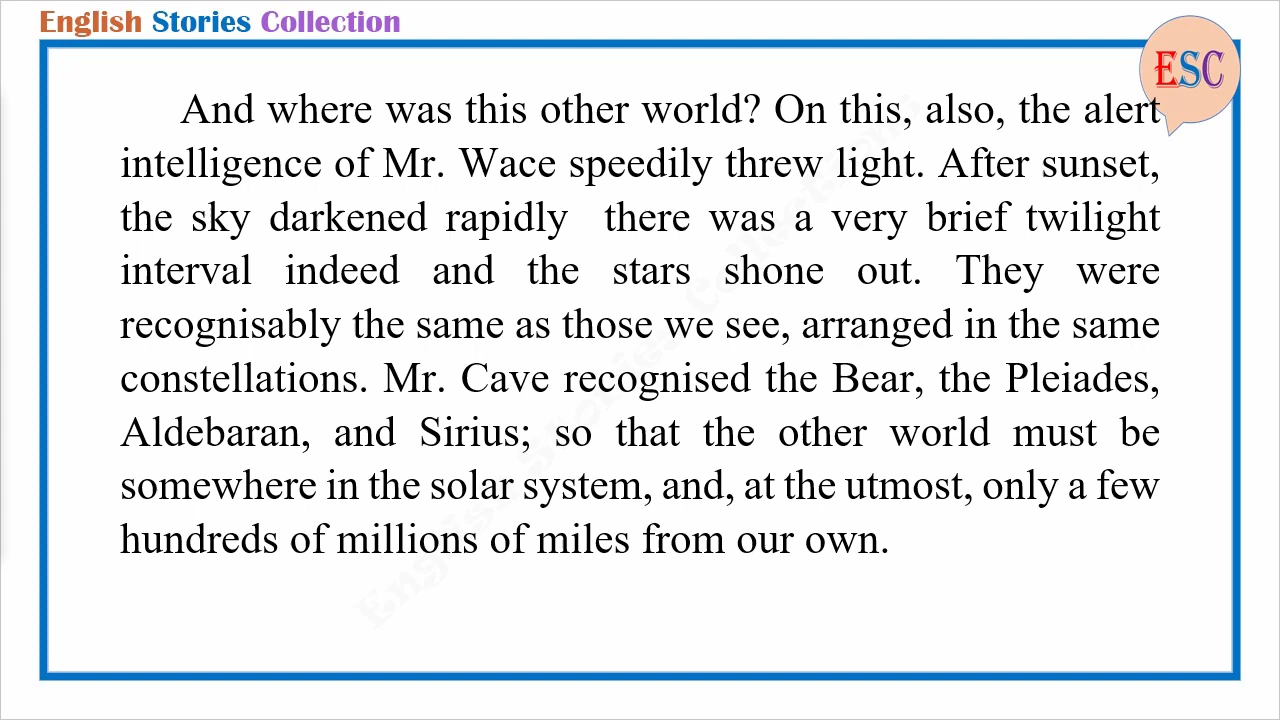 English Stories Collection
ESC
And where was this other world? On this, also, the alert
intelligence of Mr. Wace speedily threw light. After sunset,
the sky darkened rapidly  there was a very brief twilight
interval indeed and the stars shone out. They were
recognisably the same as those we see, arranged in the same
constellations. Mr. Cave recognised the Bear, the Pleiades,
Aldebaran, and Sirius; so that the other world must be
somewhere in the solar system, and, at the utmost, only a few
hundreds of millions of miles from our own.
English Stories Collections